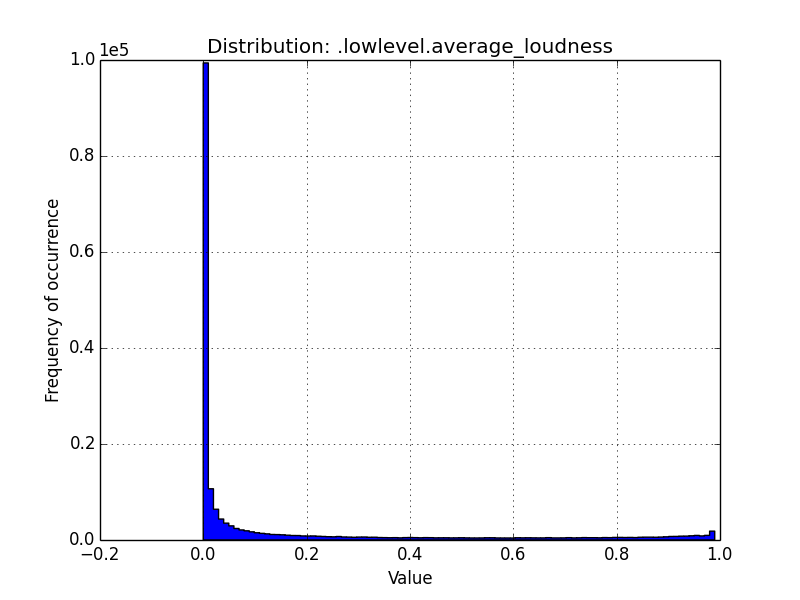 Distribution: .lowlevel.average_loudness
1e5
1.0
0.8
0.6
0.4
0.2
0.0
Frequency of occurrence
−0.2 0.0 0.2 0.4 0.6 0.8 1.0
Value